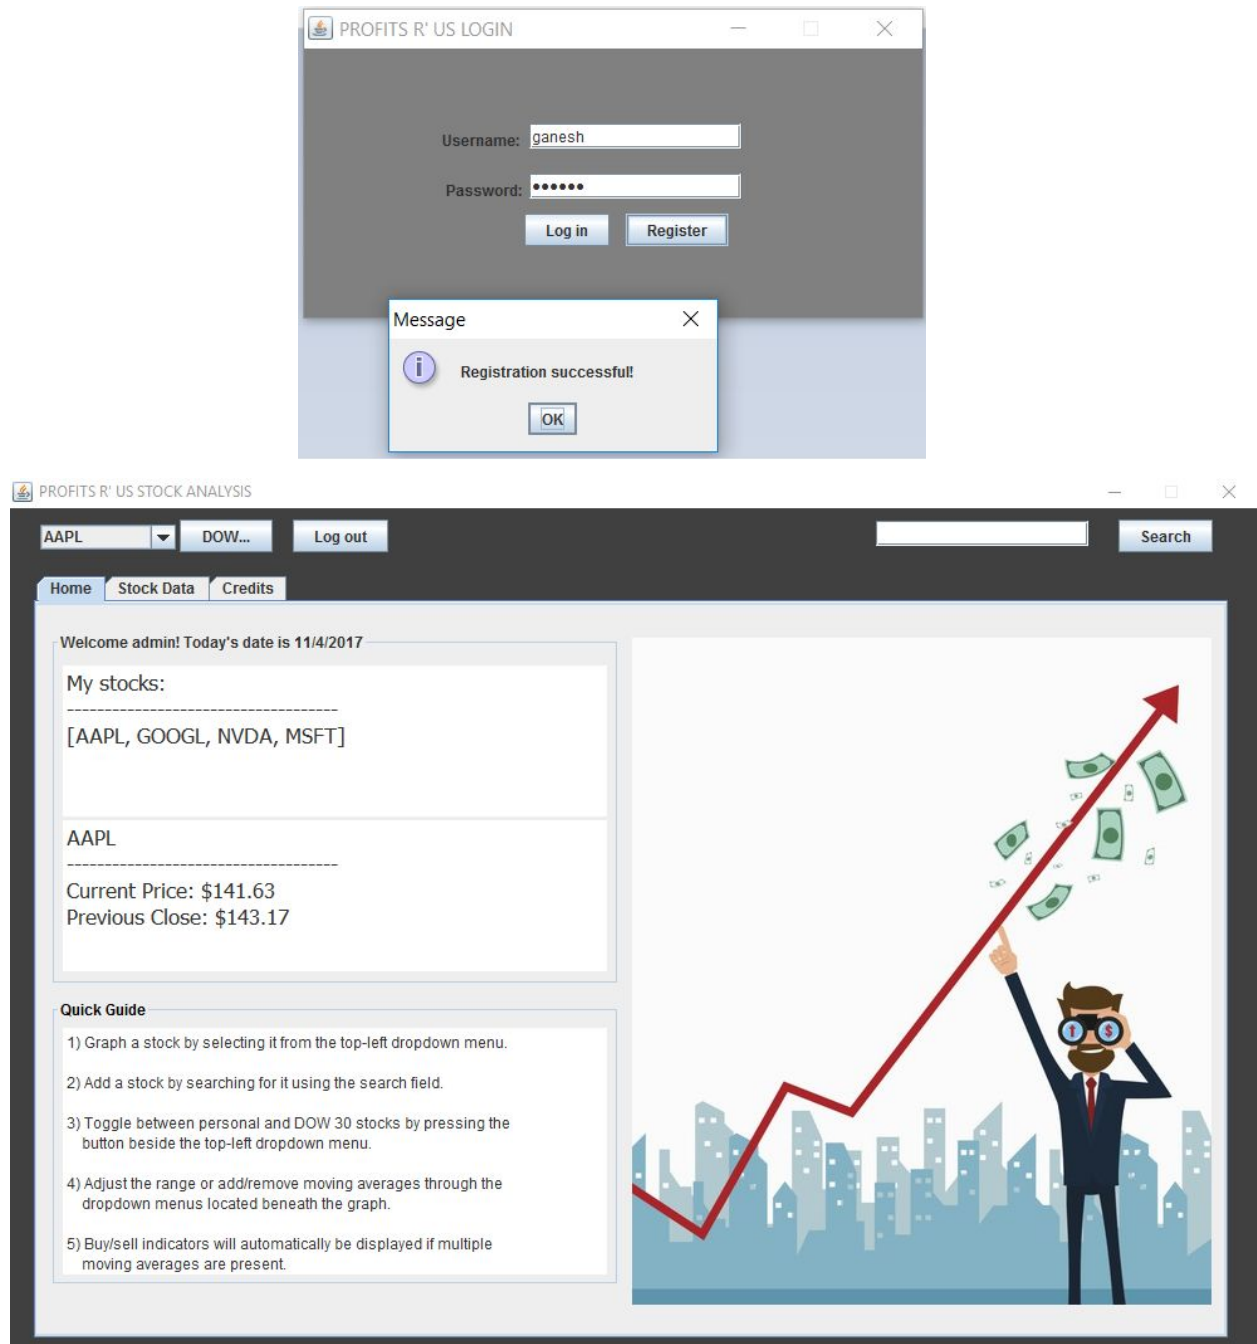 PROFITS R' US LOGIN
Username: ganesh
Password: ••••••
Log in Register
Message
i Registration successful!
OK
PROFITS R' US STOCK ANALYSIS
AAPL DOW... Log out Search
Home Stock Data Credits
Welcome admin! Today's date is 11/4/2017
My stocks:
------------------------------------
[AAPL, GOOGL, NVDA, MSFT]
AAPL
------------------------------------
Current Price: $141.63
Previous Close: $143.17
Quick Guide
1) Graph a stock by selecting it from the top-left dropdown menu.
2) Add a stock by searching for it using the search field.
3) Toggle between personal and DOW 30 stocks by pressing the
button beside the top-left dropdown menu.
4) Adjust the range or add/remove moving averages through the
dropdown menus located beneath the graph.
5) Buy/sell indicators will automatically be displayed if multiple
moving averages are present.
$